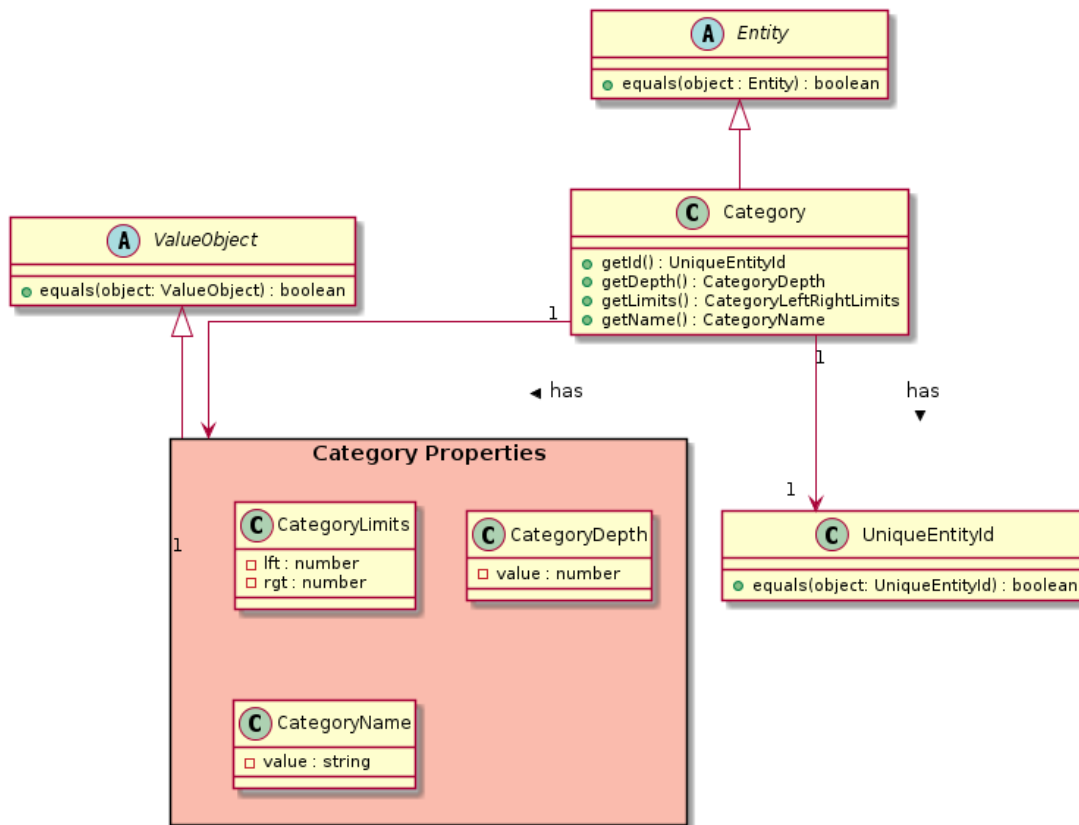 A Entity
equals(object : Entity) : boolean
C Category
getId() : UniqueEntityId
getDepth() : CategoryDepth
getLimits() : CategoryLeftRightLimits
getName() : CategoryName
A ValueObject
equals(object: ValueObject) : boolean
1
1
◄ has
has
▼
Category Properties
1
1
C CategoryLimits
lft : number
rgt : number
C CategoryDepth
value : number
C UniqueEntityId
equals(object: UniqueEntityId) : boolean
C CategoryName
value : string